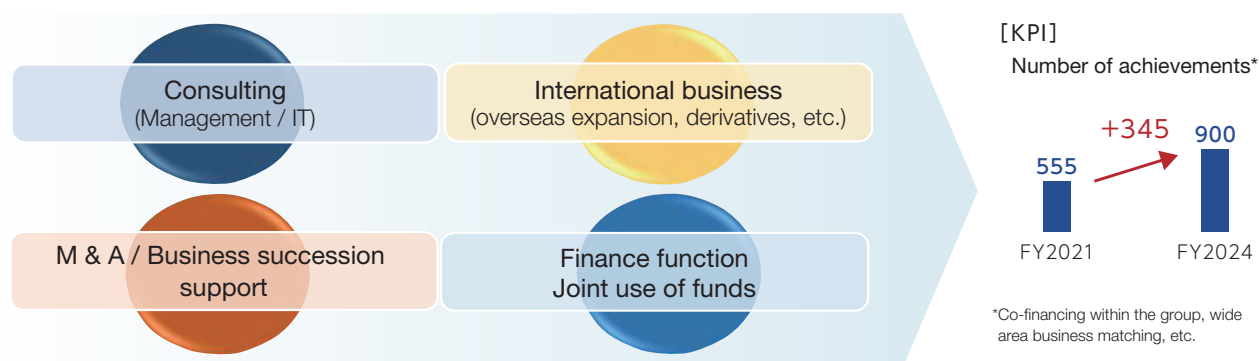 Consulting
(Management / IT)
International business
(overseas expansion, derivatives, etc.)
M & A / Business succession
support
Finance function
Joint use of funds
[KPI]
Number of achievements*
+345
555
900
FY2021
FY2024
*Co-financing within the group, wide
area business matching, etc.